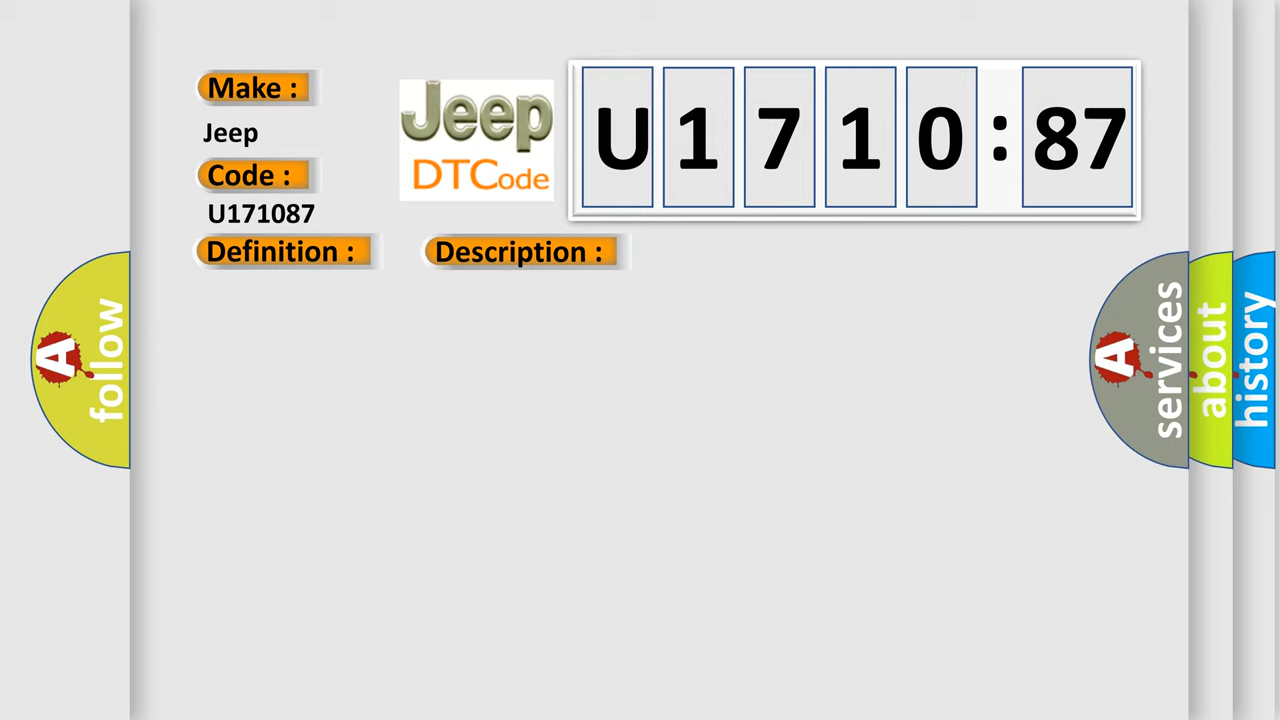 Make :
Jeep
Code :
U171087
Definition :
Description :
Jeep
DTCode
U 1 7 1 0 : 87
A
follow
A
services
about
history